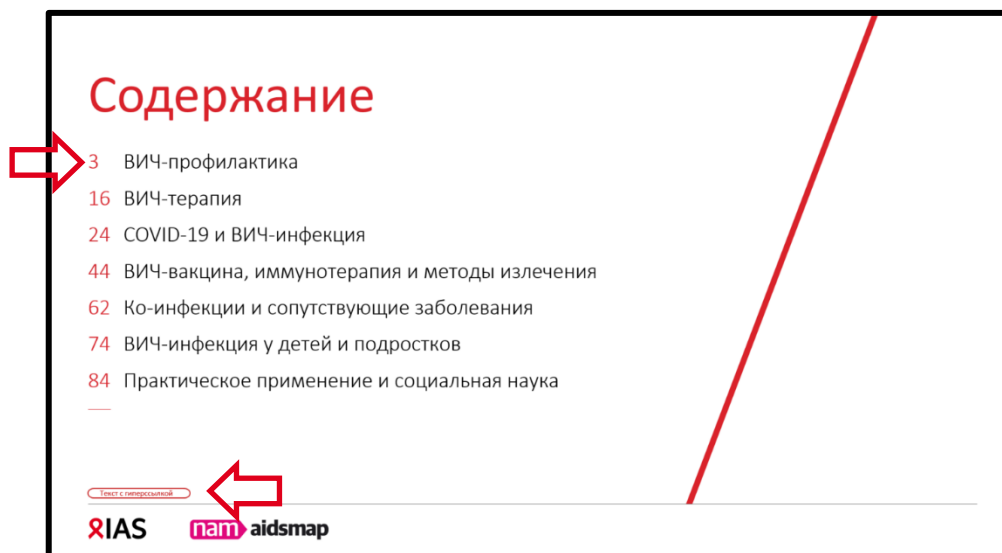 Содержание
3 ВИЧ-профилактика
16 ВИЧ-терапия
24 COVID-19 и ВИЧ-инфекция
44 ВИЧ-вакцина, иммунотерапия и методы излечения
62 Ко-инфекции и сопутствующие заболевания
74 ВИЧ-инфекция у детей и подростков
84 Практическое применение и социальная наука
Текст с гиперссылкой
IAS nam aidsmap